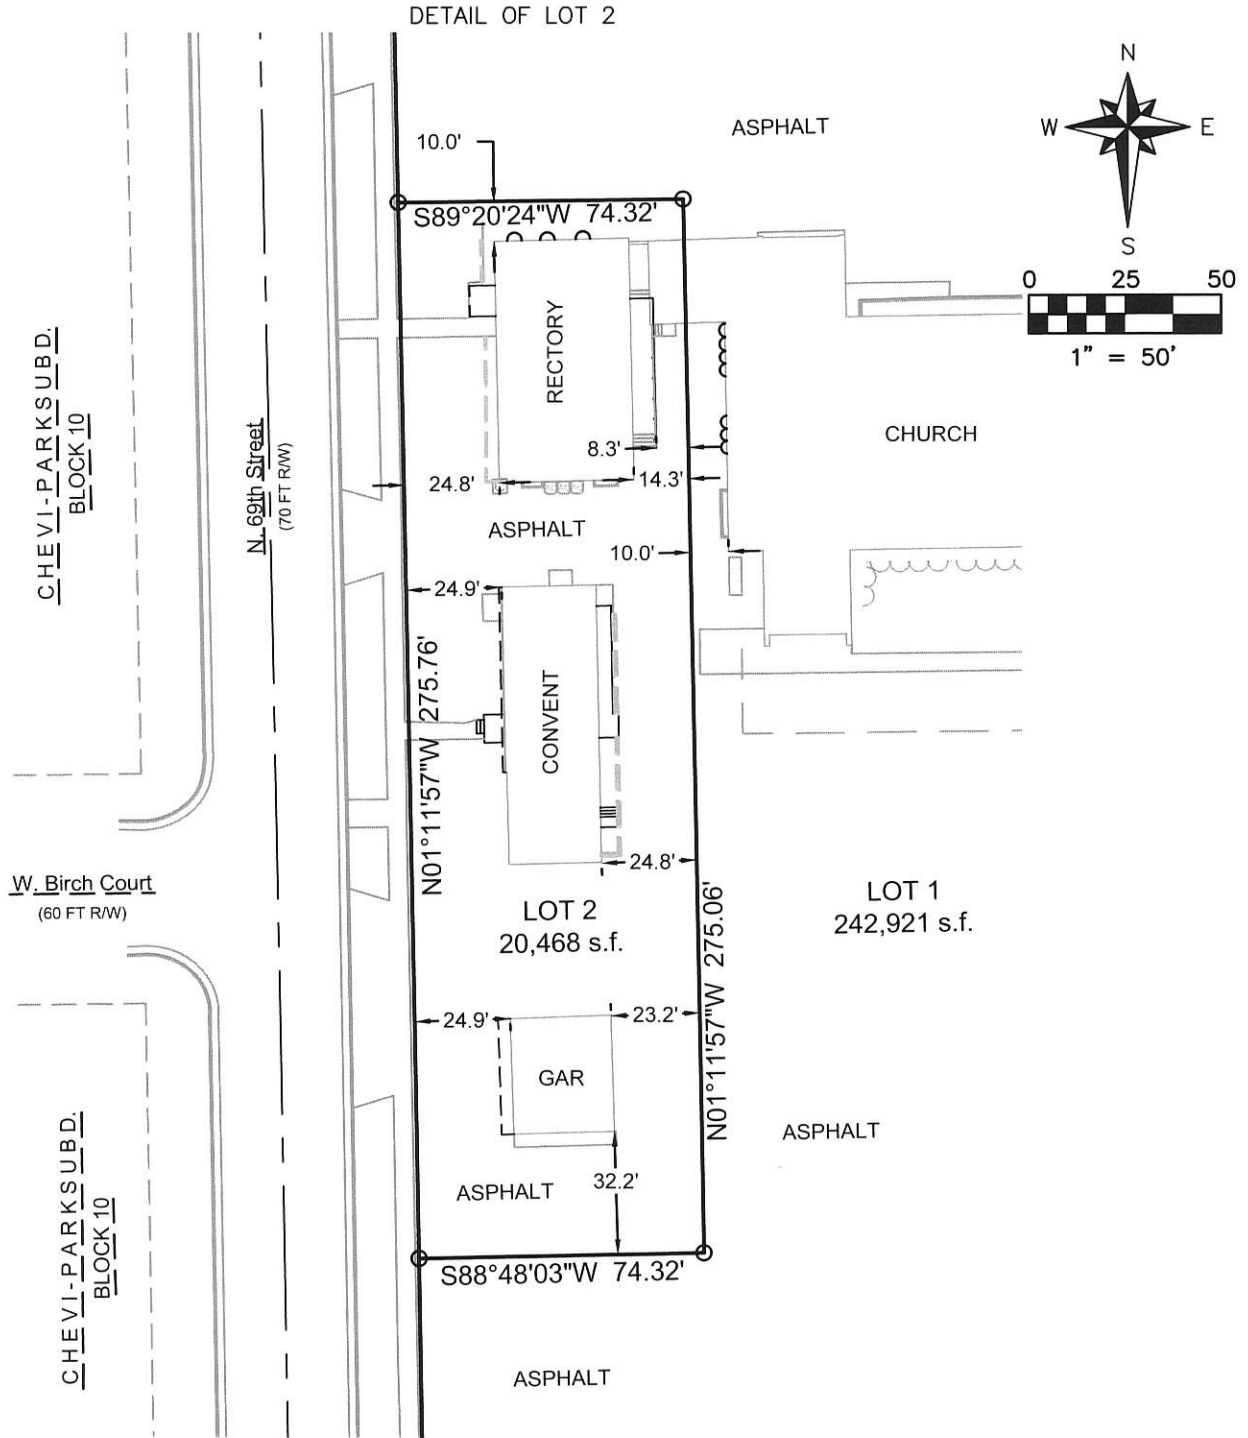 DETAIL OF LOT 2
N
W E
S
0 25 50
1" = 50'
10.0'
ASPHALT
S89°20'24"W 74.32'
RECTORY
CHEVI-PARKSUBD.
BLOCK 10
N. 69th Street
(70 FT R/W)
CHURCH
8.3'
24.8'
14.3'
ASPHALT
10.0'
24.9'
N01°11'57"W 275.76'
CONVENT
24.8'
W. Birch Court
(60 FT R/W)
LOT 2
20,468 s.f.
LOT 1
242,921 s.f.
N01°11'57"W 275.06'
24.9'
23.2'
GAR
ASPHALT
32.2'
ASPHALT
S88°48'03"W 74.32'
CHEVI-PARKSUBD.
BLOCK 10
ASPHALT